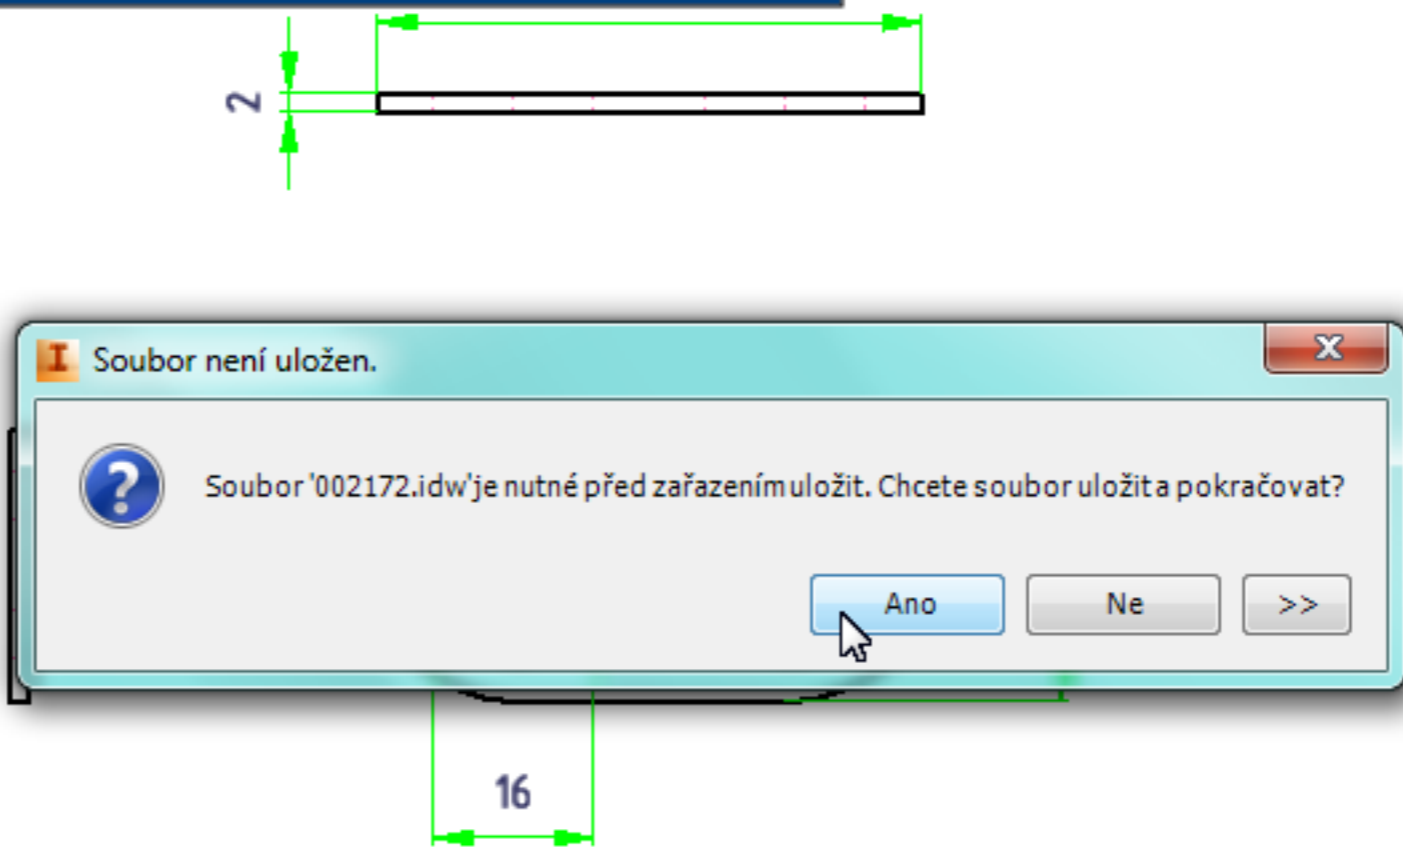 2
I Soubor není uložen.
Soubor '002172.idw' je nutné před zařazením uložit. Chcete soubor uložit a pokračovat?
Ano Ne >>
16